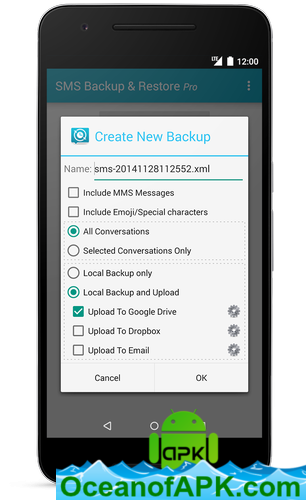 LTE 12:00
SMS Backup & Restore Pro
Create New Backup
Name: sms-20141128112552.xml
Include MMS Messages
Include Emoji/Special characters
All Conversations
Selected Conversations Only
Local Backup only
Local Backup and Upload
Upload To Google Drive
Upload To Dropbox
Upload To Email
Cancel OK
apk
OceanofAPK.com